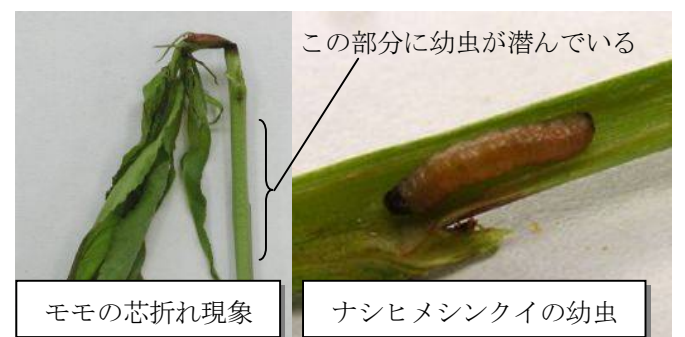 この部分に幼虫が潜んでいる
モモの芯折れ現象
ナシヒメシンクイの幼虫